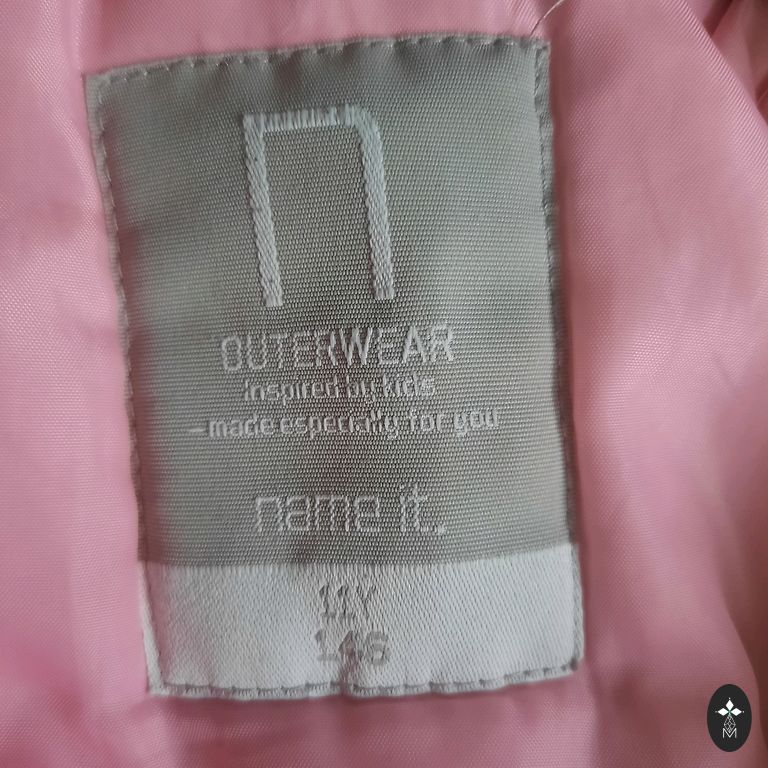 OUTERWEAR
inspired by kids
-made especially for you
name it.
11Y
146
M